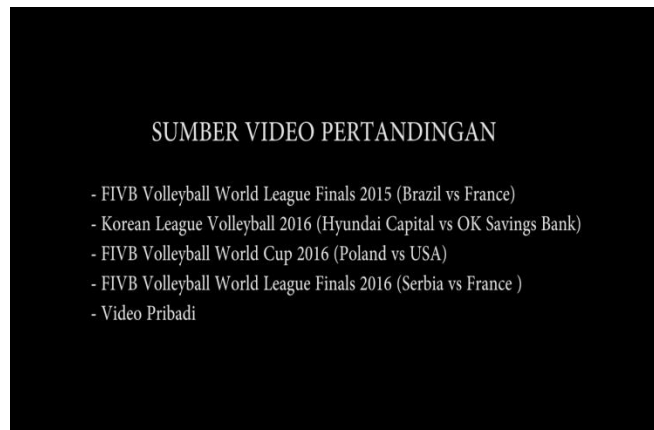 SUMBER VIDEO PERTANDINGAN
- FIVB Volleyball World League Finals 2015 (Brazil vs France)
- Korean League Volleyball 2016 (Hyundai Capital vs OK Savings Bank)
- FIVB Volleyball World Cup 2016 (Poland vs USA)
- FIVB Volleyball World League Finals 2016 (Serbia vs France )
- Video Pribadi